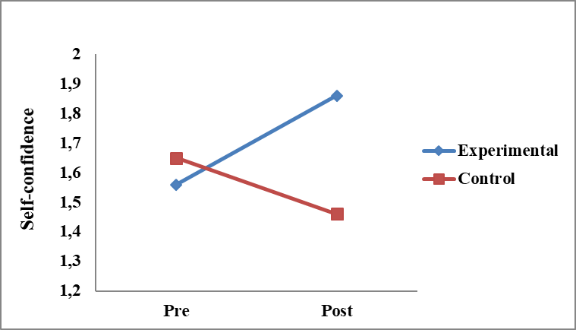 2
1,9
1,8
1,7
1,6
1,5
1,4
1,3
1,2
Self-confidence
Pre Post
Experimental
Control